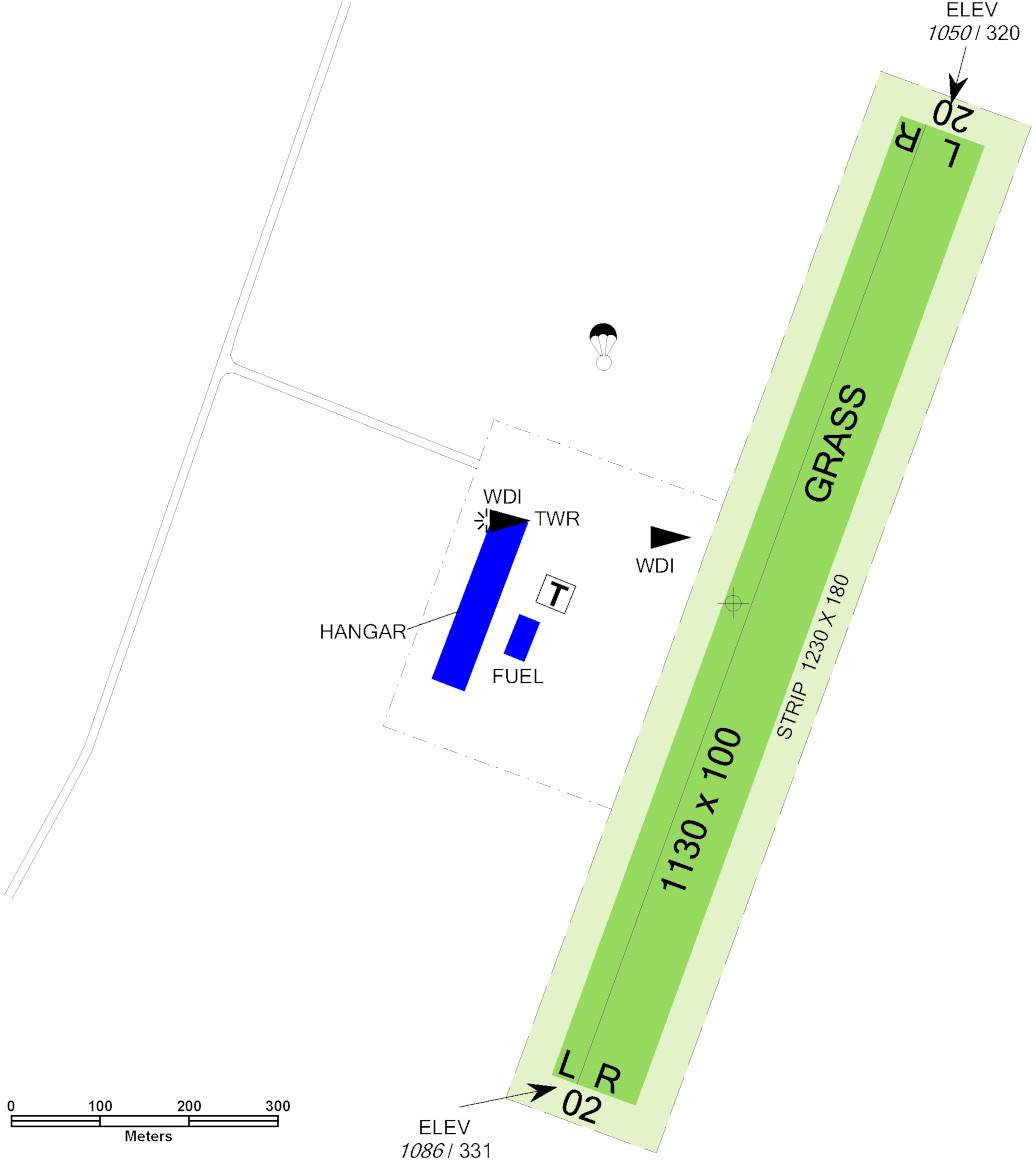 ELEV
1050 / 320
20
R
L
GRASS
WDI
TWR
WDI
T
HANGAR
FUEL
STRIP 1230 X 180
1130 x 100
L R
02
0 100 200 300
Meters
ELEV
1086 / 331